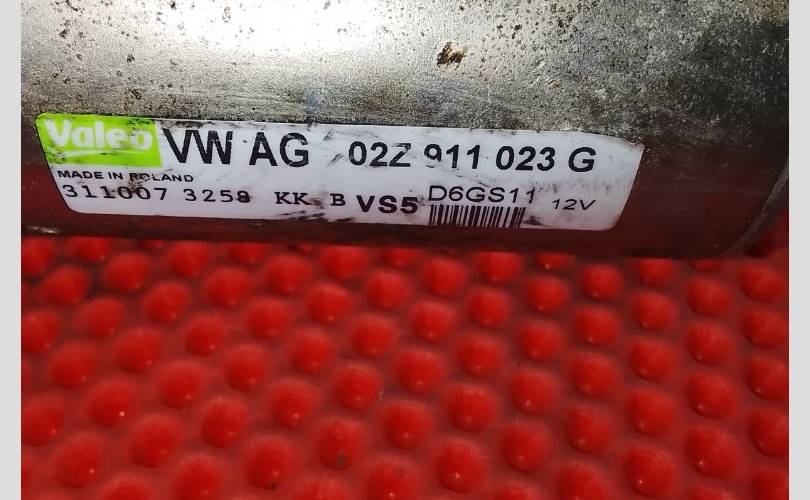 Valeo VW AG 02Z 911 023 G
MADE IN POLAND
311007 3258 KK B VS5 D6GS11 12V